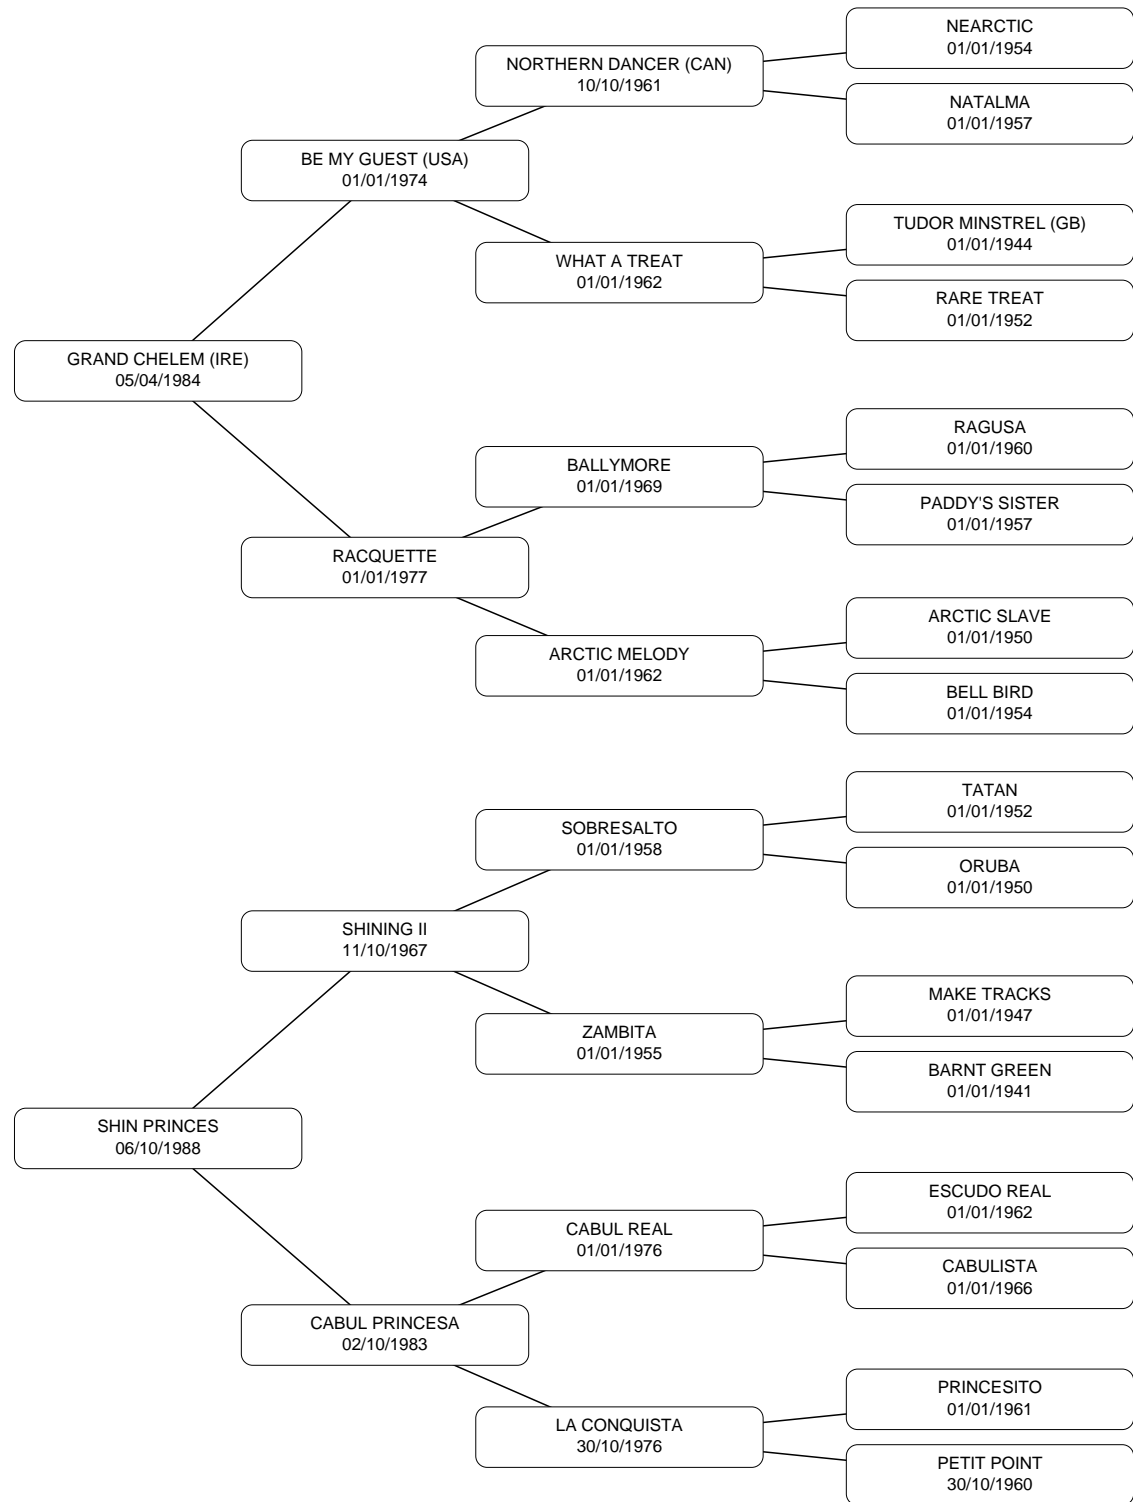 NEARCTIC
01/01/1954
NORTHERN DANCER (CAN)
10/10/1961
NATALMA
01/01/1957
BE MY GUEST (USA)
01/01/1974
TUDOR MINSTREL (GB)
01/01/1944
WHAT A TREAT
01/01/1962
RARE TREAT
01/01/1952
GRAND CHELEM (IRE)
05/04/1984
RAGUSA
01/01/1960
BALLYMORE
01/01/1969
PADDY'S SISTER
01/01/1957
RACQUETTE
01/01/1977
ARCTIC SLAVE
01/01/1950
ARCTIC MELODY
01/01/1962
BELL BIRD
01/01/1954
TATAN
01/01/1952
SOBRESALTO
01/01/1958
ORUBA
01/01/1950
SHINING II
11/10/1967
MAKE TRACKS
01/01/1947
ZAMBITA
01/01/1955
BARNT GREEN
01/01/1941
SHIN PRINCES
06/10/1988
ESCUDO REAL
01/01/1962
CABUL REAL
01/01/1976
CABULISTA
01/01/1966
CABUL PRINCESA
02/10/1983
PRINCESITO
01/01/1961
LA CONQUISTA
30/10/1976
PETIT POINT
30/10/1960